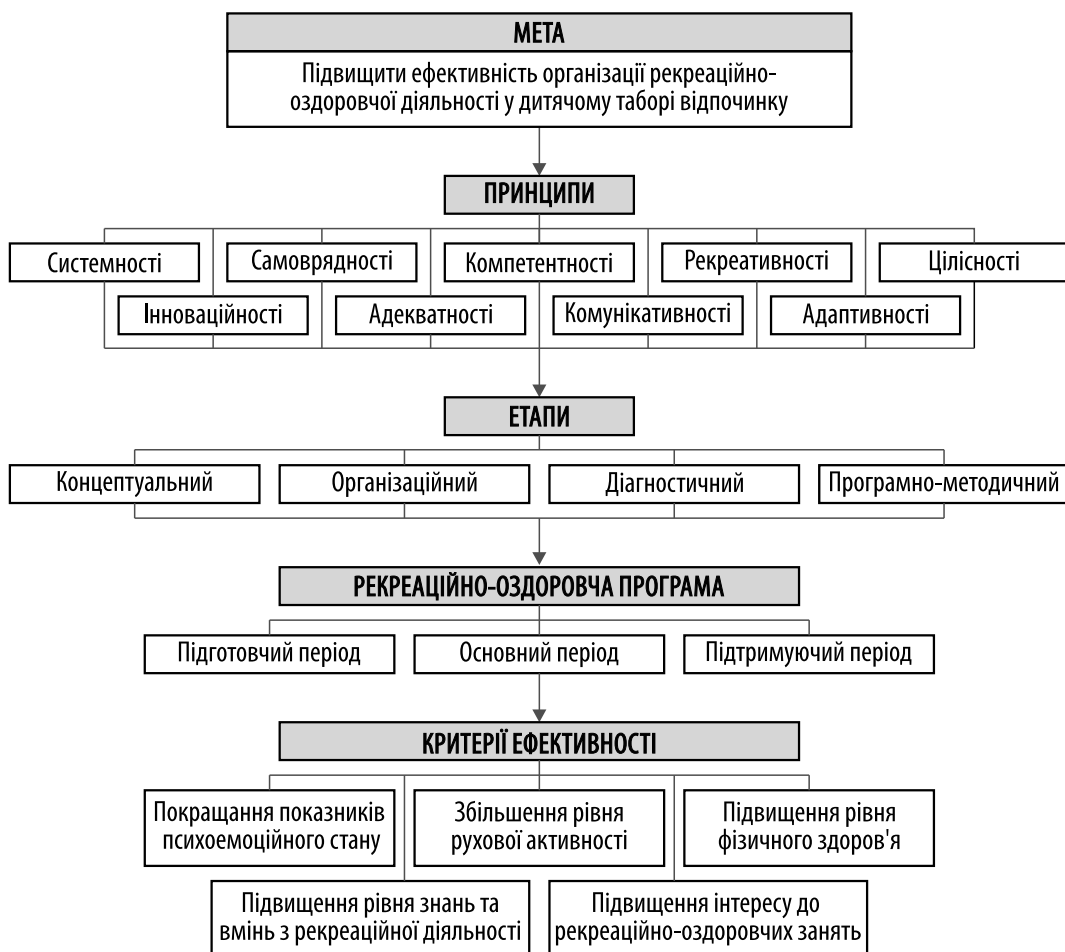 МЕТА
Підвищити ефективність організації рекреаційно-
оздоровчої діяльності у дитячому таборі відпочинку
ПРИНЦИПИ
Системності
Самоврядності
Компетентності
Рекреативності
Цілісності
Інноваційності
Адекватності
Комунікативності
Адаптивності
ЕТАПИ
Концептуальний
Організаційний
Діагностичний
Програмно-методичний
РЕКРЕАЦІЙНО-ОЗДОРОВЧА ПРОГРАМА
Підготовчий період
Основний період
Підтримуючий період
КРИТЕРІЇ ЕФЕКТИВНОСТІ
Покращання показників
психоемоційного стану
Збільшення рівня
рухової активності
Підвищення рівня
фізичного здоров'я
Підвищення рівня знань та
вмінь з рекреаційної діяльності
Підвищення інтересу до
рекреаційно-оздоровчих занять